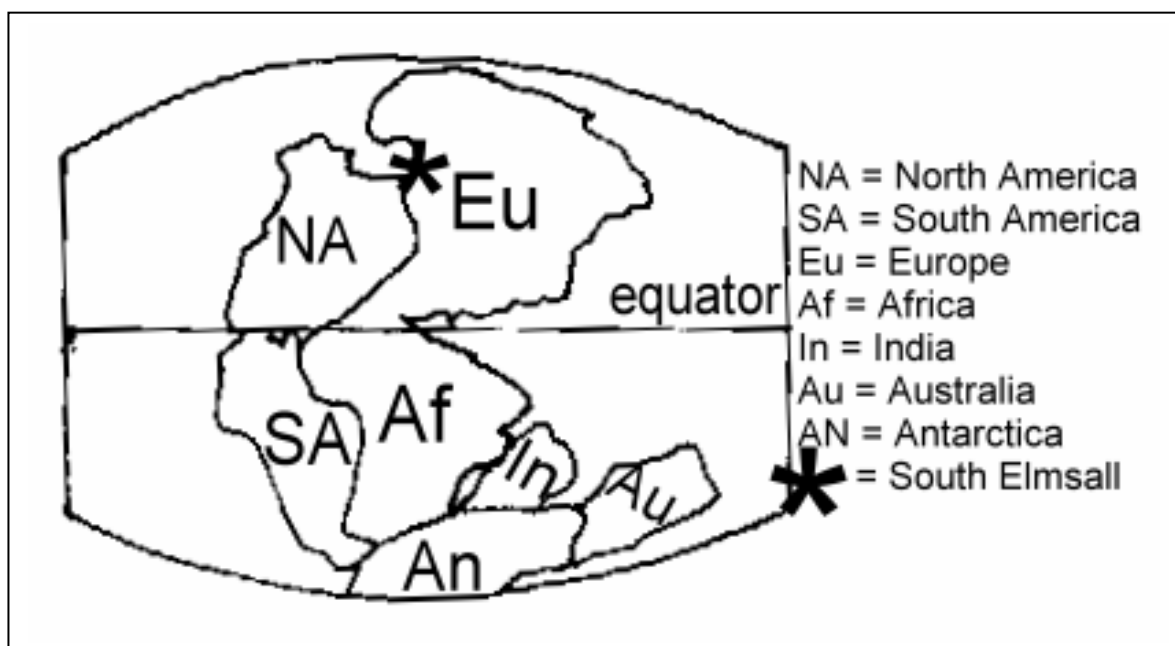 NA
Eu
equator
SA
Af
In
Au
An
NA = North America
SA = South America
Eu = Europe
Af = Africa
In = India
Au = Australia
AN = Antarctica
* = South Elmsall